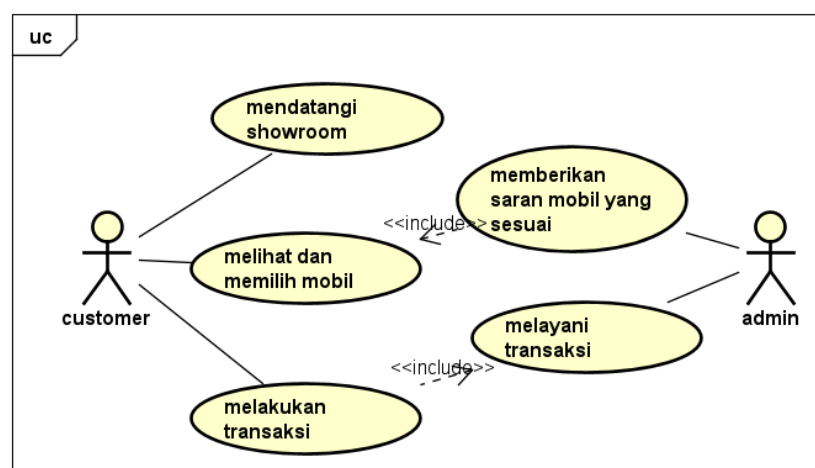 uc
mendatangi
showroom
memberikan
saran mobil yang
sesuai
<<include>>
melihat dan
memilih mobil
customer
admin
melayani
transaksi
<<include>>
melakukan
transaksi